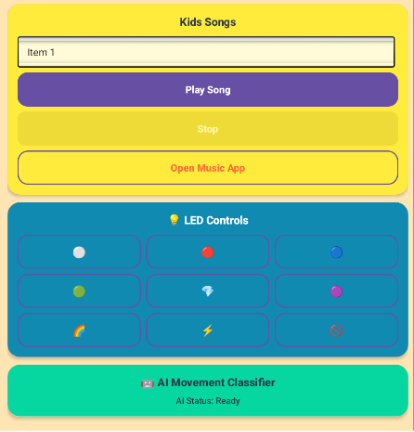 Kids Songs
Item 1
Play Song
Stop
Open Music App
💡 LED Controls
🤖 AI Movement Classifier
AI Status: Ready